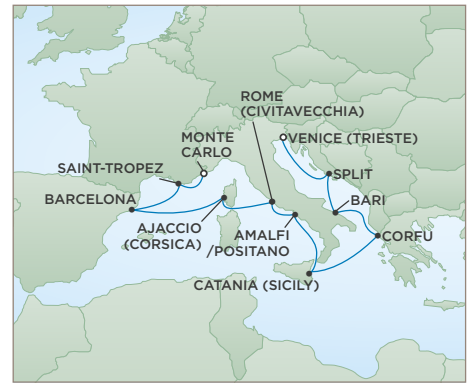 ROME
(CIVITAVECCHIA)
MONTE
CARLO
VENICE (TRIESTE)
SAINT-TROPEZ
SPLIT
BARCELONA
BARI
AJACCIO
(CORSICA)
AMALFI
/POSITANO
CORFU
CATANIA (SICILY)